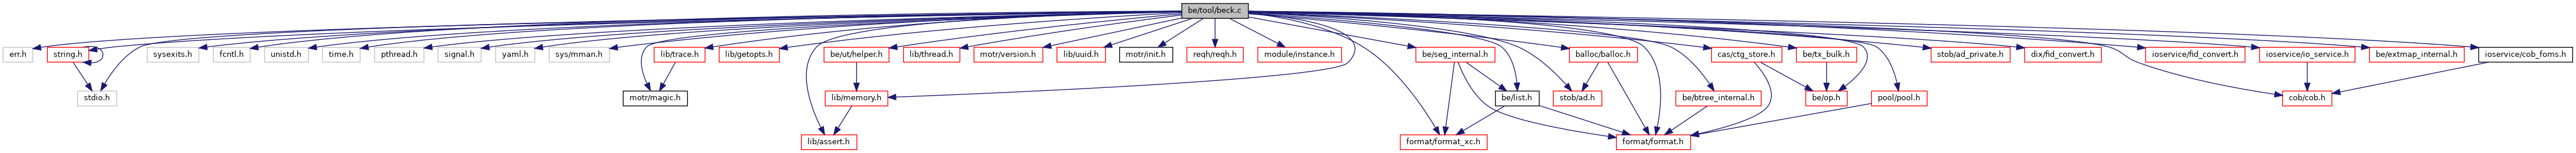 be/tool/beck.c
err.h
string.h
sysexits.h
fcntl.h
unistd.h
time.h
pthread.h
signal.h
yaml.h
sys/mman.h
lib/trace.h
lib/getopts.h
be/ut/helper.h
lib/thread.h
motr/version.h
lib/uuid.h
motr/init.h
reqh/reqh.h
module/instance.h
be/seg_internal.h
balloc/balloc.h
cas/ctg_store.h
be/tx_bulk.h
stob/ad_private.h
dix/fid_convert.h
ioservice/fid_convert.h
ioservice/io_service.h
be/extmap_internal.h
ioservice/cob_foms.h
stdio.h
motr/magic.h
lib/memory.h
be/list.h
stob/ad.h
be/btree_internal.h
be/op.h
pool/pool.h
cob/cob.h
lib/assert.h
format/format_xc.h
format/format.h